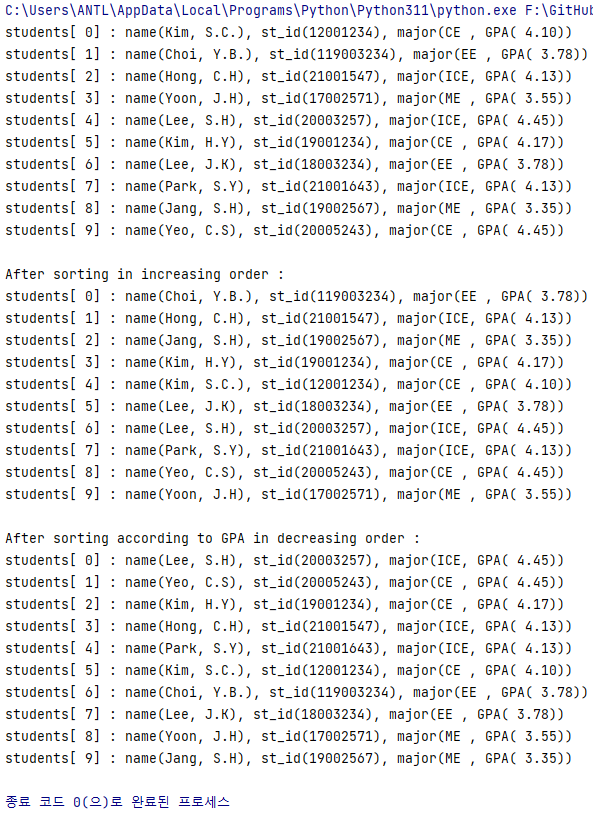 C:\Users\ANTL\AppData\Local\Programs\Python\Python311\python.exe F:\GitHub
students[ 0] : name(Kim, S.C.), st_id(12001234), major(CE , GPA( 4.10))
students[ 1] : name(Choi, Y.B.), st_id(119003234), major(EE , GPA( 3.78))
students[ 2] : name(Hong, C.H), st_id(21001547), major(ICE, GPA( 4.13))
students[ 3] : name(Yoon, J.H), st_id(17002571), major(ME , GPA( 3.55))
students[ 4] : name(Lee, S.H), st_id(20003257), major(ICE, GPA( 4.45))
students[ 5] : name(Kim, H.Y), st_id(19001234), major(CE , GPA( 4.17))
students[ 6] : name(Lee, J.K), st_id(18003234), major(EE , GPA( 3.78))
students[ 7] : name(Park, S.Y), st_id(21001643), major(ICE, GPA( 4.13))
students[ 8] : name(Jang, S.H), st_id(19002567), major(ME , GPA( 3.35))
students[ 9] : name(Yeo, C.S), st_id(20005243), major(CE , GPA( 4.45))
After sorting in increasing order :
students[ 0] : name(Choi, Y.B.), st_id(119003234), major(EE , GPA( 3.78))
students[ 1] : name(Hong, C.H), st_id(21001547), major(ICE, GPA( 4.13))
students[ 2] : name(Jang, S.H), st_id(19002567), major(ME , GPA( 3.35))
students[ 3] : name(Kim, H.Y), st_id(19001234), major(CE , GPA( 4.17))
students[ 4] : name(Kim, S.C.), st_id(12001234), major(CE , GPA( 4.10))
students[ 5] : name(Lee, J.K), st_id(18003234), major(EE , GPA( 3.78))
students[ 6] : name(Lee, S.H), st_id(20003257), major(ICE, GPA( 4.45))
students[ 7] : name(Park, S.Y), st_id(21001643), major(ICE, GPA( 4.13))
students[ 8] : name(Yeo, C.S), st_id(20005243), major(CE , GPA( 4.45))
students[ 9] : name(Yoon, J.H), st_id(17002571), major(ME , GPA( 3.55))
After sorting according to GPA in decreasing order :
students[ 0] : name(Lee, S.H), st_id(20003257), major(ICE, GPA( 4.45))
students[ 1] : name(Yeo, C.S), st_id(20005243), major(CE , GPA( 4.45))
students[ 2] : name(Kim, H.Y), st_id(19001234), major(CE , GPA( 4.17))
students[ 3] : name(Hong, C.H), st_id(21001547), major(ICE, GPA( 4.13))
students[ 4] : name(Park, S.Y), st_id(21001643), major(ICE, GPA( 4.13))
students[ 5] : name(Kim, S.C.), st_id(12001234), major(CE , GPA( 4.10))
students[ 6] : name(Choi, Y.B.), st_id(119003234), major(EE , GPA( 3.78))
students[ 7] : name(Lee, J.K), st_id(18003234), major(EE , GPA( 3.78))
students[ 8] : name(Yoon, J.H), st_id(17002571), major(ME , GPA( 3.55))
students[ 9] : name(Jang, S.H), st_id(19002567), major(ME , GPA( 3.35))
종료 코드 0(으)로 완료된 프로세스